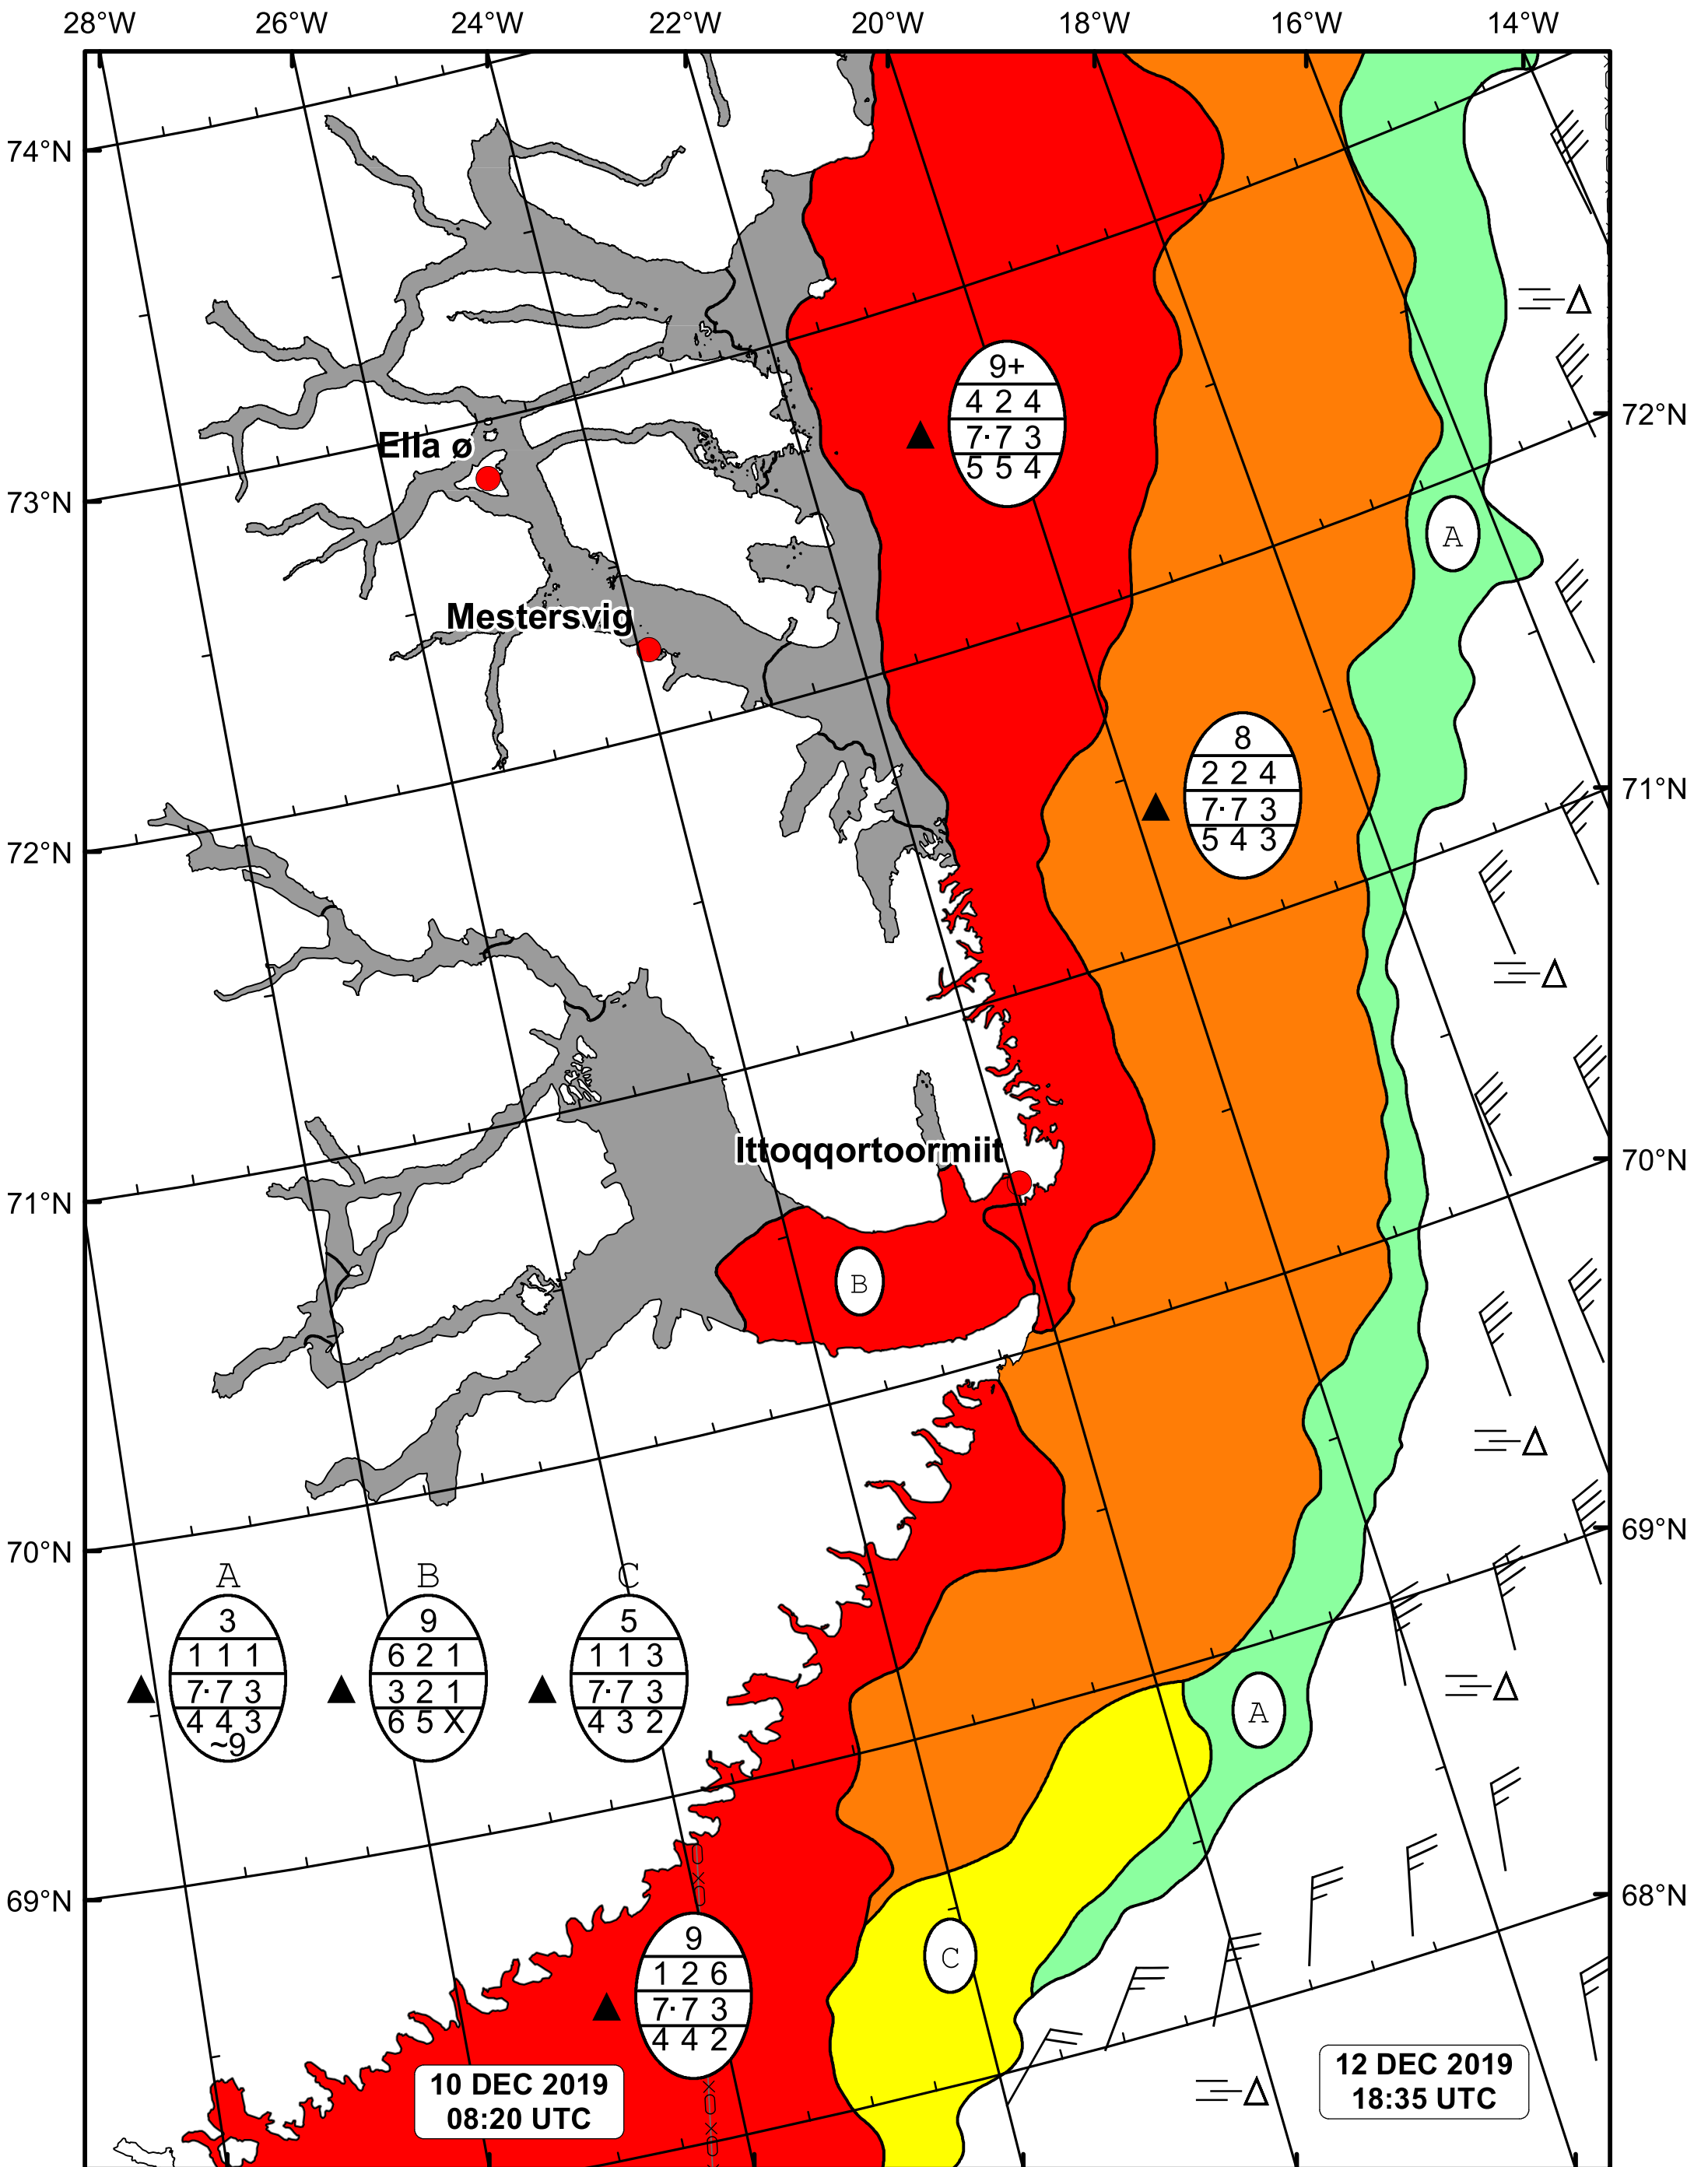 28°W 26°W 24°W 22°W 20°W 18°W 16°W 14°W
74°N
73°N
72°N
71°N
70°N
69°N
72°N
71°N
70°N
69°N
68°N
Ella ø
Mestersvig
Ittoqqortoormiit
9+
4 2 4
7· 7 3
5 5 4
A
8
2 2 4
7· 7 3
5 4 3
B
A
3
1 1 1
7· 7 3
4 4 3
~9
B
9
6 2 1
3 2 1
6 5 X
C
5
1 1 3
7· 7 3
4 3 2
A
C
9
1 2 6
7· 7 3
4 4 2
10 DEC 2019
08:20 UTC
12 DEC 2019
18:35 UTC